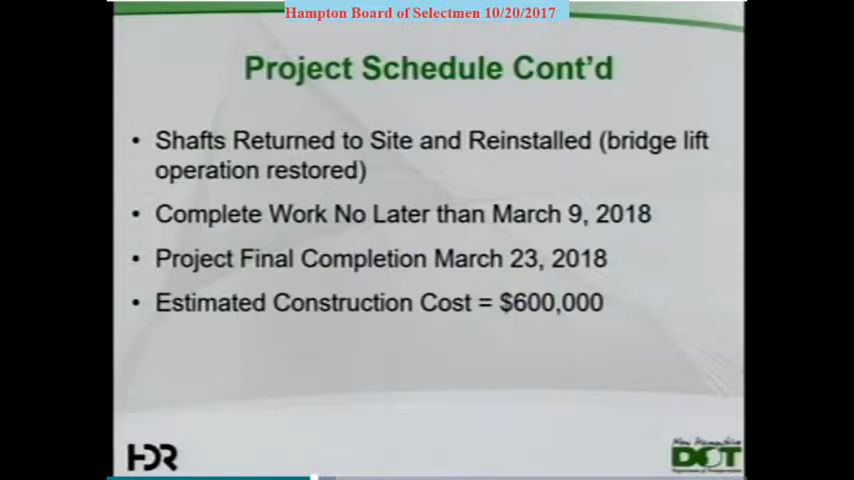 Hampton Board of Selectmen 10/20/2017
Project Schedule Cont'd
• Shafts Returned to Site and Reinstalled (bridge lift
operation restored)
• Complete Work No Later than March 9, 2018
• Project Final Completion March 23, 2018
• Estimated Construction Cost = $600,000
HDR
New Hampshire
DOT